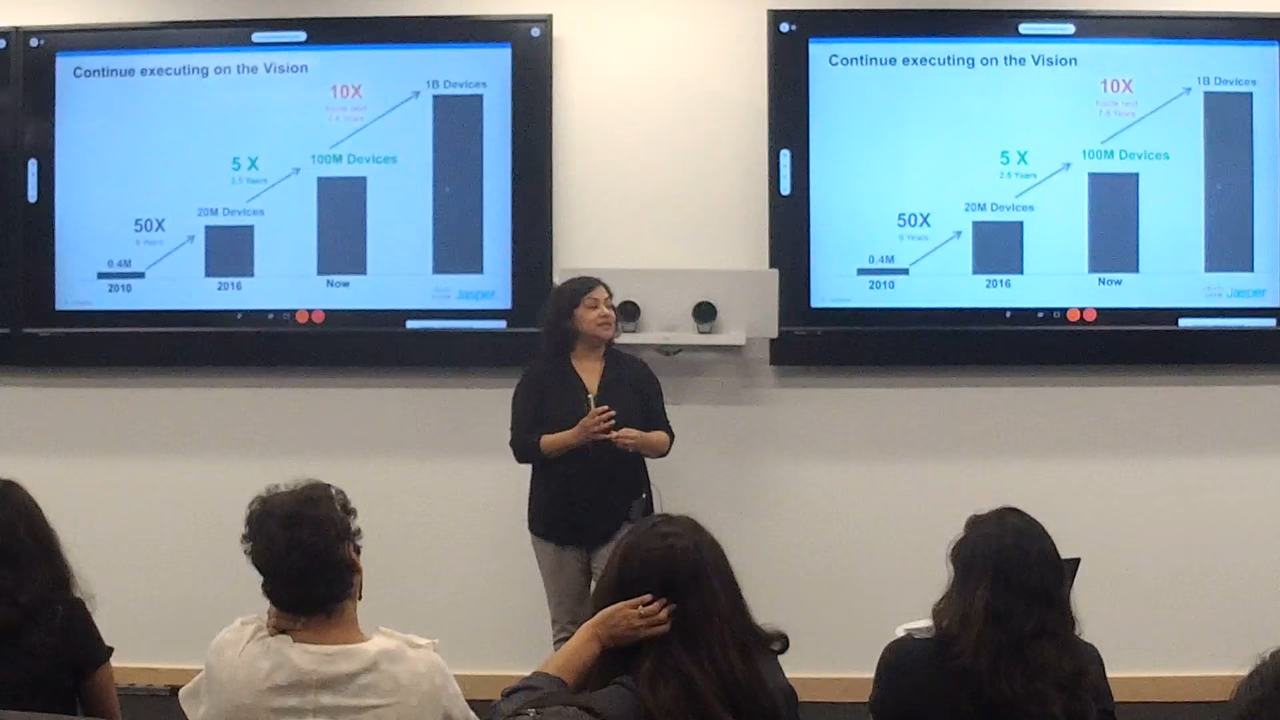 Continue executing on the Vision
10X
1B Devices
5 X
100M Devices
20M Devices
50X
0.4M
2010
2016
Now
Jasper
Continue executing on the Vision
10X
1B Devices
5 X
2.5 Years
100M Devices
20M Devices
50X
6 Years
0.4M
2010
2016
Now
Jasper